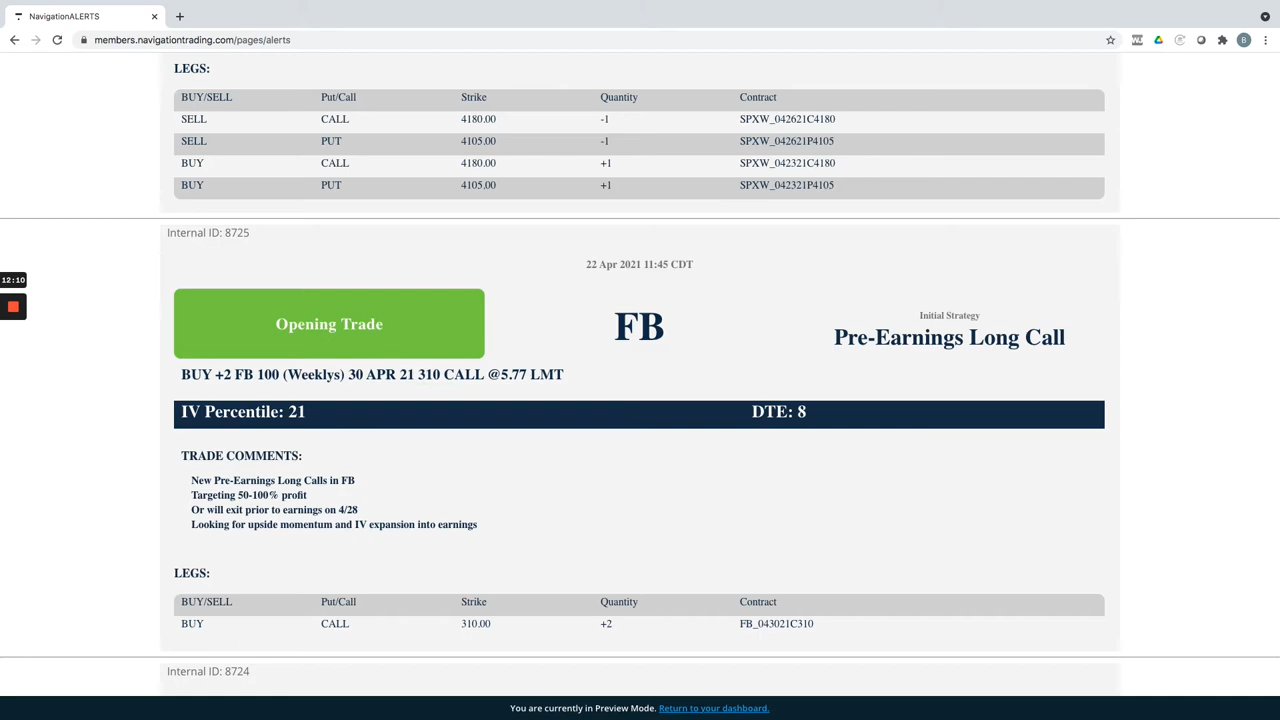 NavigationALERTS
members.navigationtrading.com/pages/alerts
LEGS:
BUY/SELL Put/Call Strike Quantity Contract
SELL CALL 4180.00 -1 SPXW_042621C4180
SELL PUT 4105.00 -1 SPXW_042621P4105
BUY CALL 4180.00 +1 SPXW_042321C4180
BUY PUT 4105.00 +1 SPXW_042321P4105
Internal ID: 8725
22 Apr 2021 11:45 CDT
12:10
Opening Trade
FB
Initial Strategy
Pre-Earnings Long Call
BUY +2 FB 100 (Weeklys) 30 APR 21 310 CALL @5.77 LMT
IV Percentile: 21 DTE: 8
TRADE COMMENTS:
New Pre-Earnings Long Calls in FB
Targeting 50-100% profit
Or will exit prior to earnings on 4/28
Looking for upside momentum and IV expansion into earnings
LEGS:
BUY/SELL Put/Call Strike Quantity Contract
BUY CALL 310.00 +2 FB_043021C310
Internal ID: 8724
You are currently in Preview Mode. Return to your dashboard.